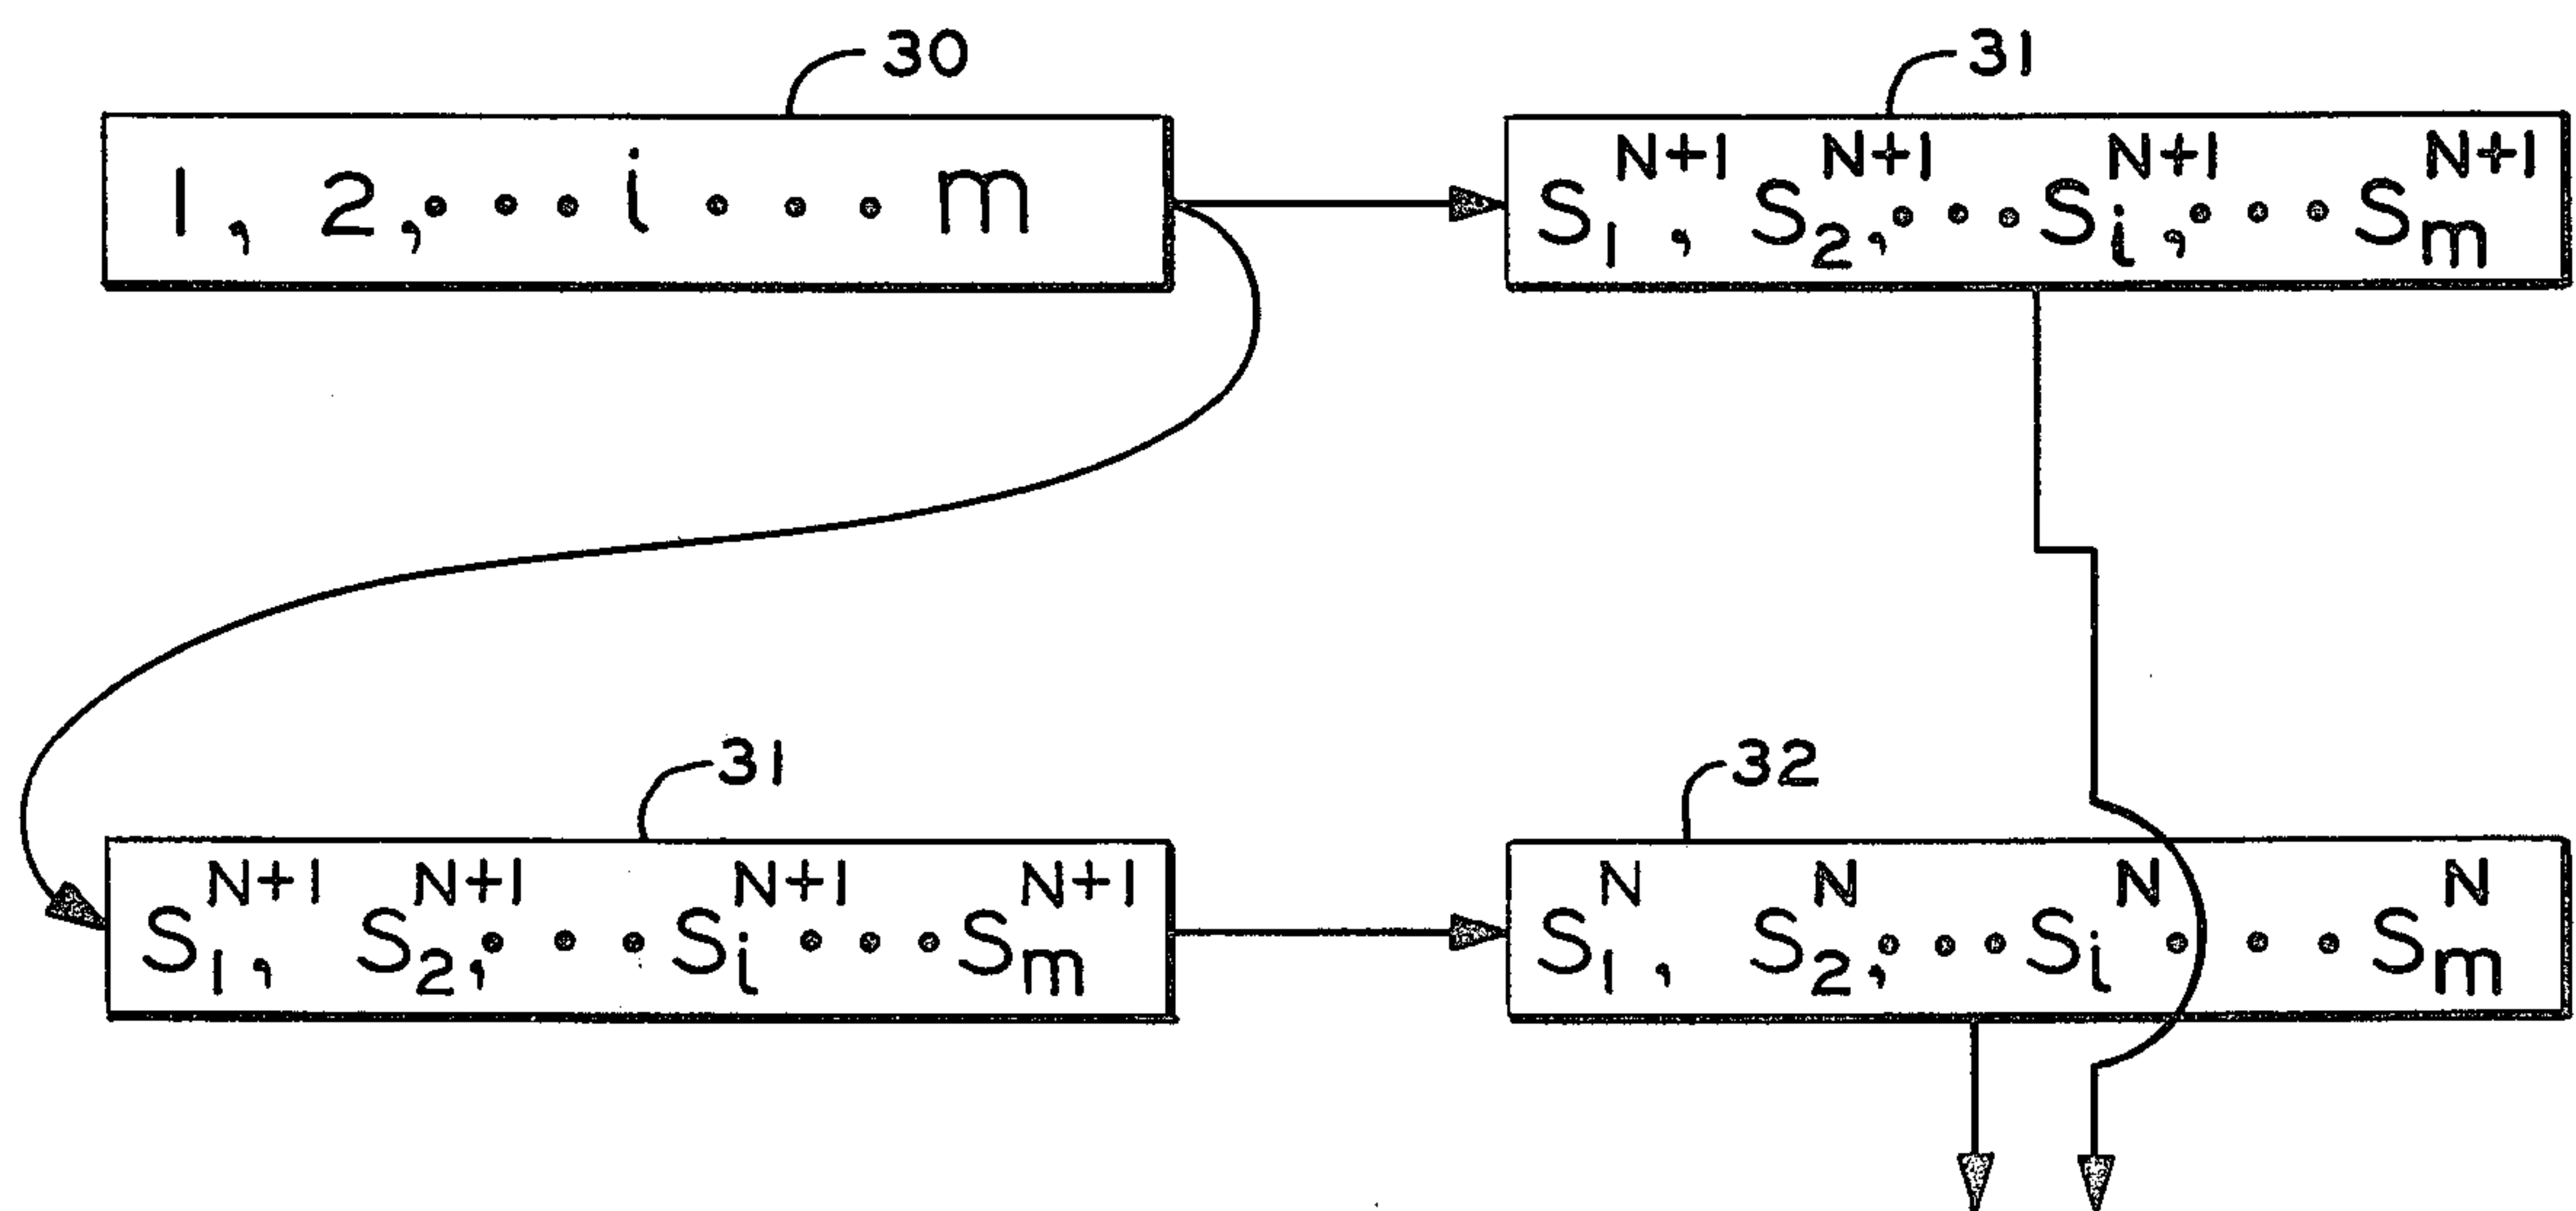 30
31
1, 2, • • • i • • • m
S₁ᴺ⁺¹, S₂ᴺ⁺¹, • • • Sᵢᴺ⁺¹, • • • Sₘᴺ⁺¹
31
32
S₁ᴺ⁺¹, S₂ᴺ⁺¹, • • • Sᵢᴺ⁺¹ • • • Sₘᴺ⁺¹
S₁ᴺ, S₂ᴺ, • • • Sᵢᴺ • • • Sₘᴺ